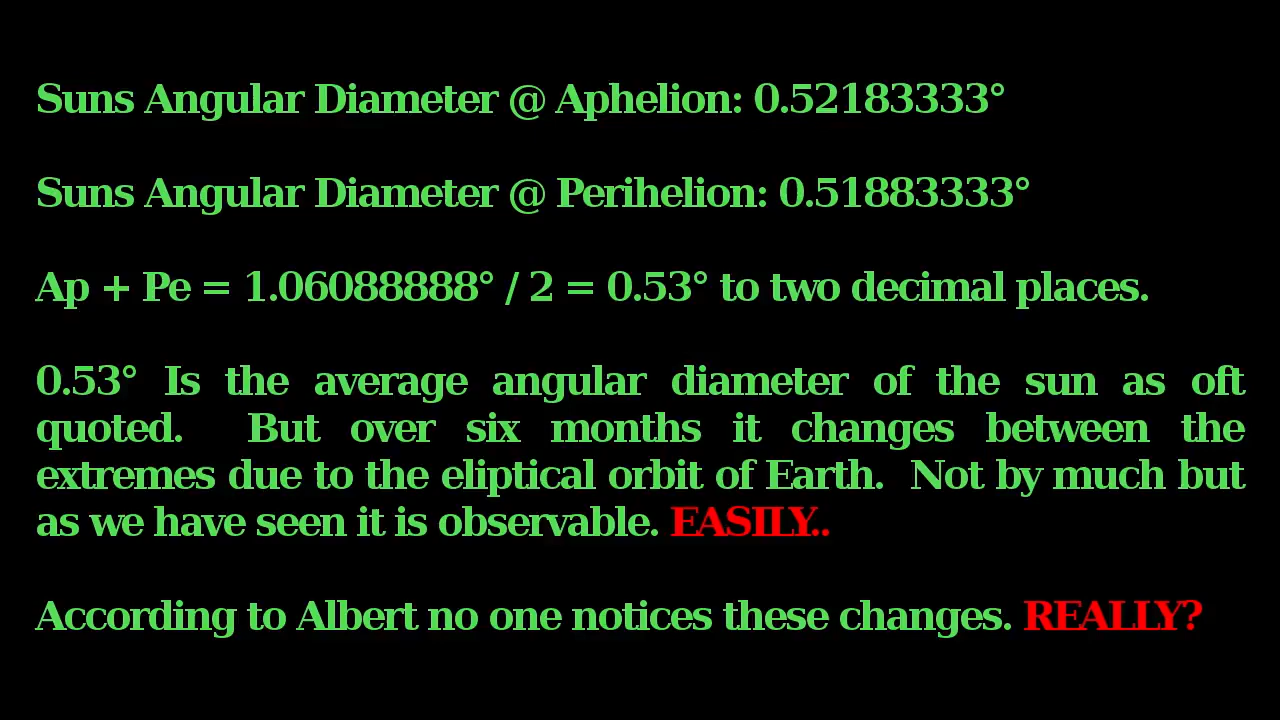 Suns Angular Diameter @ Aphelion: 0.52183333°
Suns Angular Diameter @ Perihelion: 0.51883333°
Ap + Pe = 1.06088888° / 2 = 0.53° to two decimal places.
0.53° Is the average angular diameter of the sun as oft
quoted. But over six months it changes between the
extremes due to the eliptical orbit of Earth. Not by much but
as we have seen it is observable. EASILY..
According to Albert no one notices these changes. REALLY?